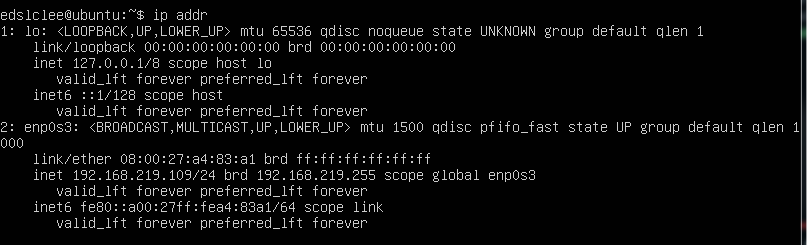 edslclee@ubuntu:~$ ip addr
1: lo: <LOOPBACK,UP,LOWER_UP> mtu 65536 qdisc noqueue state UNKNOWN group default qlen 1
    link/loopback 00:00:00:00:00:00 brd 00:00:00:00:00:00
    inet 127.0.0.1/8 scope host lo
       valid_lft forever preferred_lft forever
    inet6 ::1/128 scope host
       valid_lft forever preferred_lft forever
2: enp0s3: <BROADCAST,MULTICAST,UP,LOWER_UP> mtu 1500 qdisc pfifo_fast state UP group default qlen 1
000
    link/ether 08:00:27:a4:83:a1 brd ff:ff:ff:ff:ff:ff
    inet 192.168.219.109/24 brd 192.168.219.255 scope global enp0s3
       valid_lft forever preferred_lft forever
    inet6 fe80::a00:27ff:fea4:83a1/64 scope link
       valid_lft forever preferred_lft forever